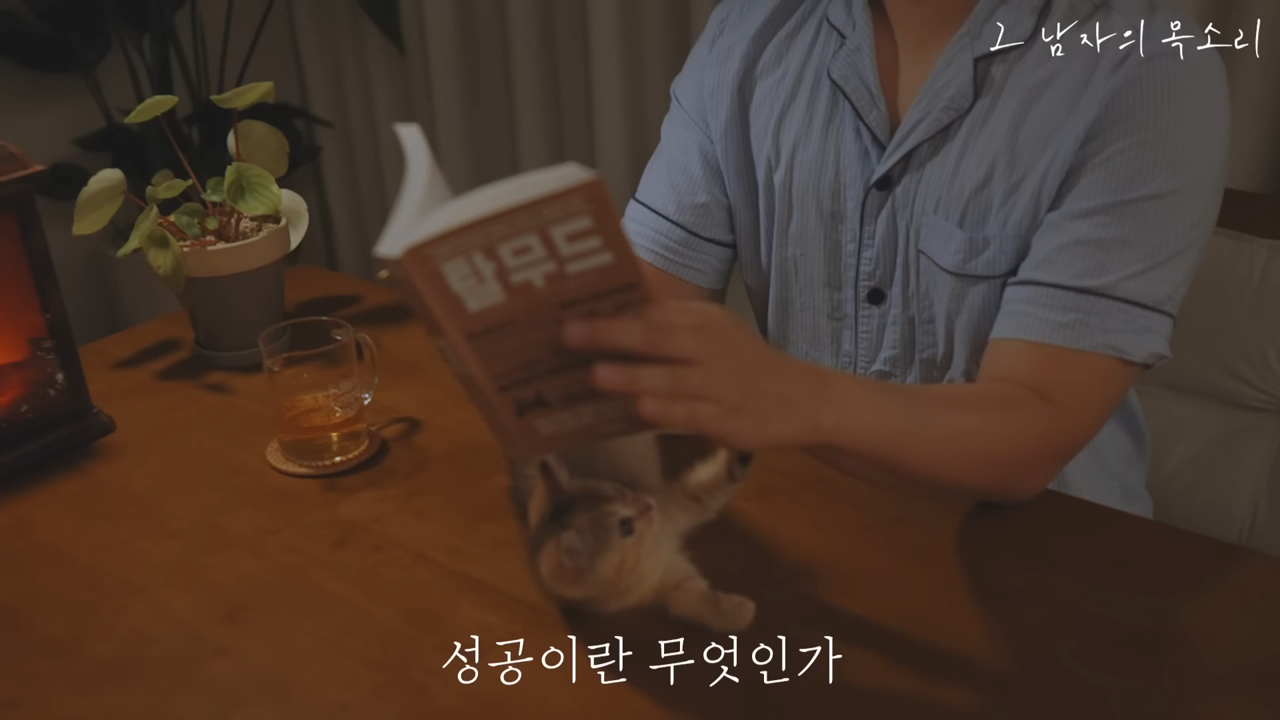 그 남자의 목소리
탈무드
성공이란 무엇인가